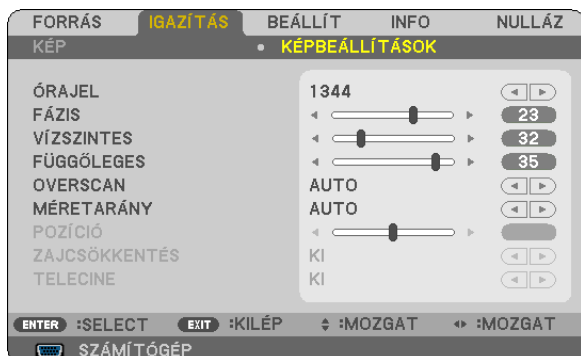 FORRÁS IGAZÍTÁS BEÁLLÍT INFO NULLÁZ
KÉP • KÉPBEÁLLÍTÁSOK
ÓRAJEL 1344
FÁZIS 23
VÍZSZINTES 32
FÜGGŐLEGES 35
OVERSCAN AUTO
MÉRETARÁNY AUTO
POZÍCIÓ
ZAJCSÖKKENTÉS KI
TELECINE KI
ENTER :SELECT EXIT :KILÉP :MOZGAT :MOZGAT
SZÁMÍTÓGÉP